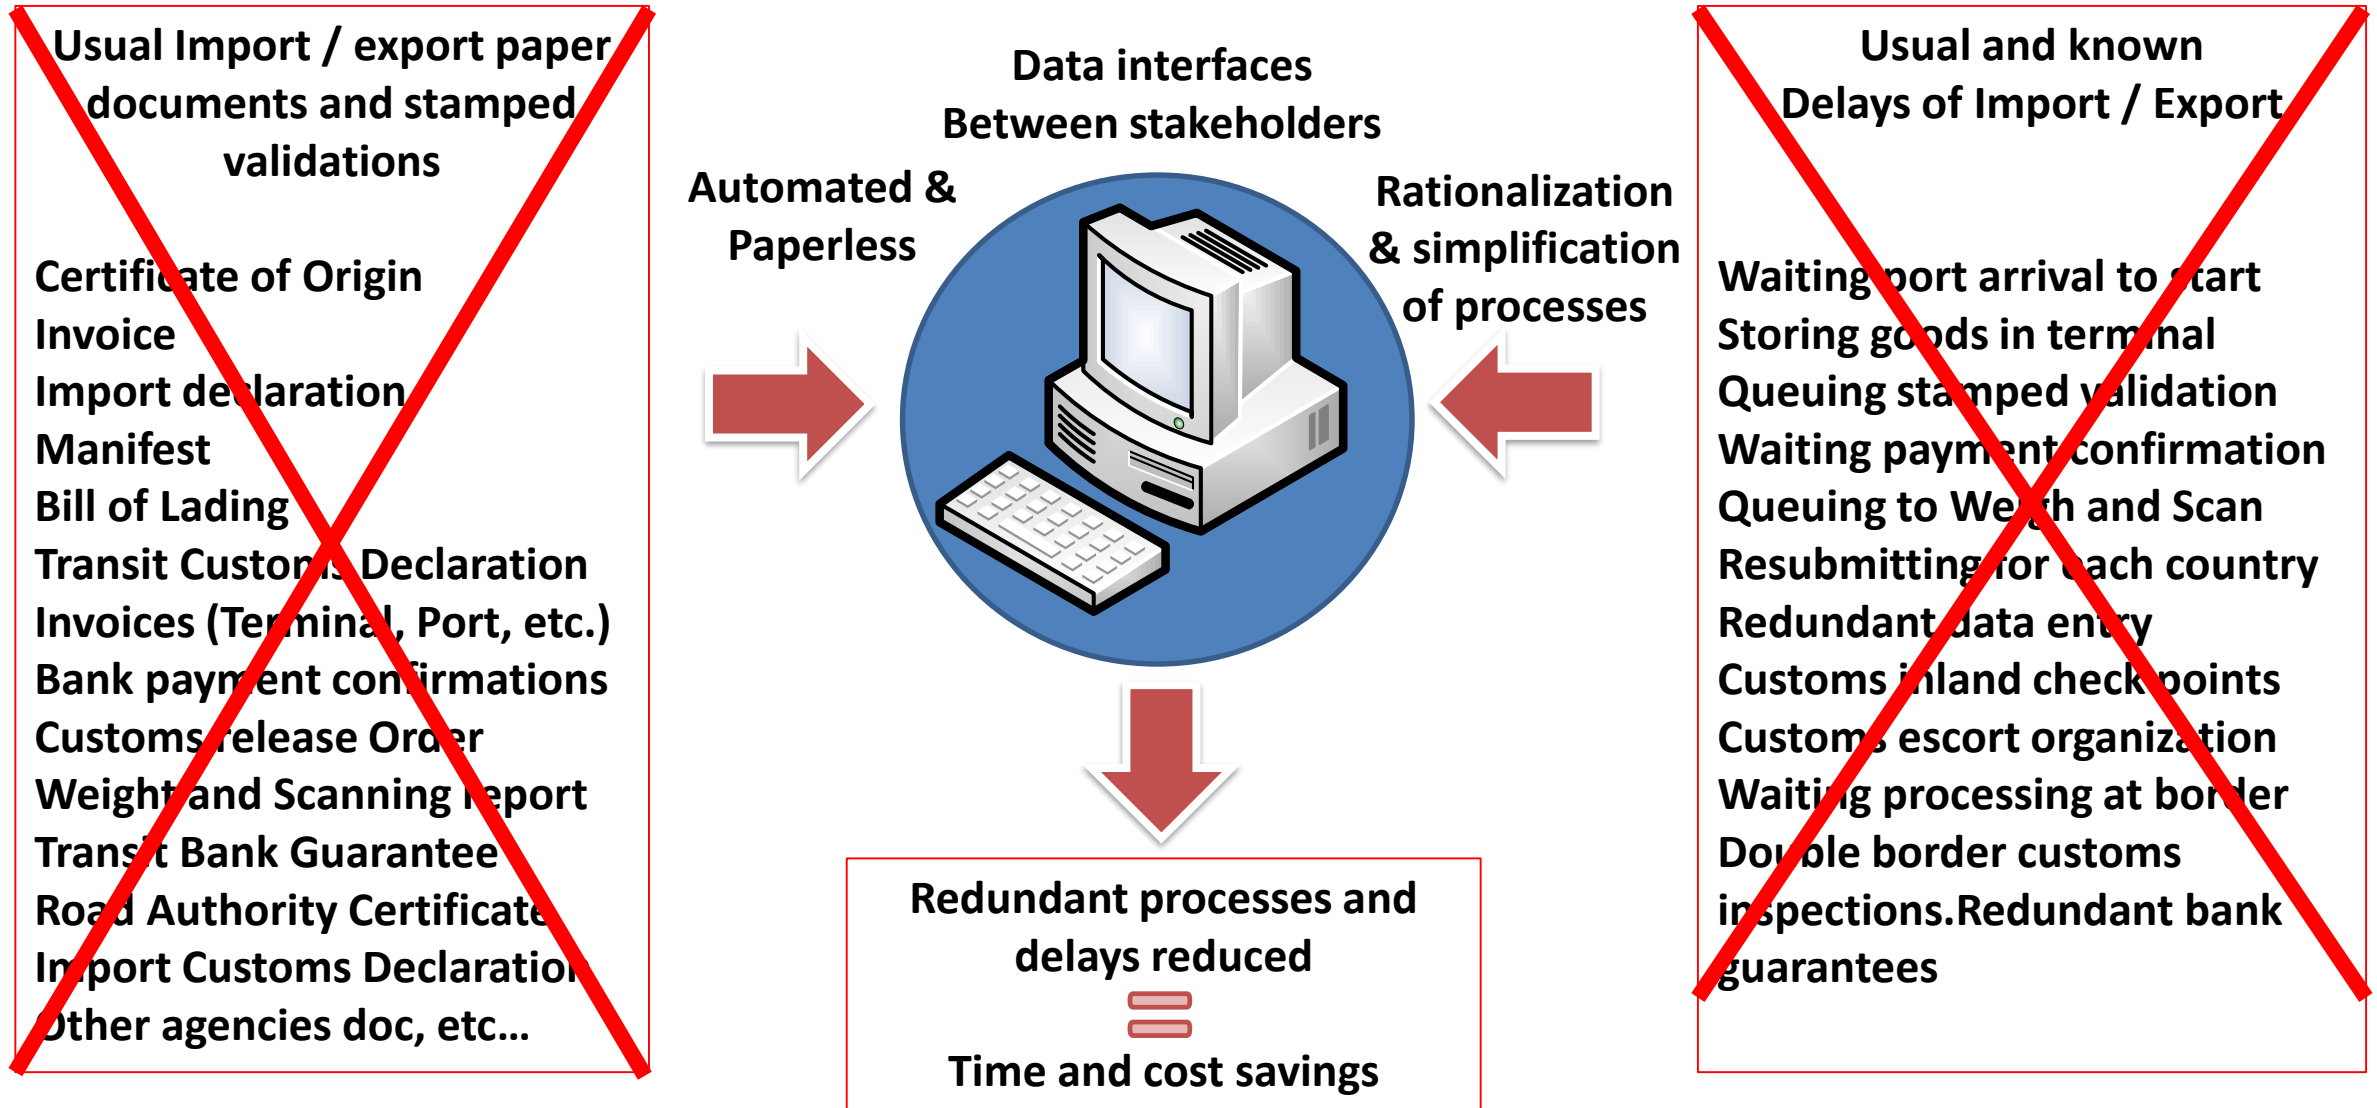 Usual Import / export paper
documents and stamped
validations
Certificate of Origin
Invoice
Import declaration
Manifest
Bill of Lading
Transit Customs Declaration
Invoices (Terminal, Port, etc.)
Bank payment confirmations
Customs release Order
Weight and Scanning report
Transit Bank Guarantee
Road Authority Certificate
Import Customs Declaration
Other agencies doc, etc...
Data interfaces
Between stakeholders
Automated &
Paperless
Rationalization
& simplification
of processes
Redundant processes and
delays reduced
Time and cost savings
Usual and known
Delays of Import / Export
Waiting port arrival to start
Storing goods in terminal
Queuing stamped validation
Waiting payment confirmation
Queuing to Weigh and Scan
Resubmitting for each country
Redundant data entry
Customs inland check points
Customs escort organization
Waiting processing at border
Double border customs
inspections.Redundant bank
guarantees